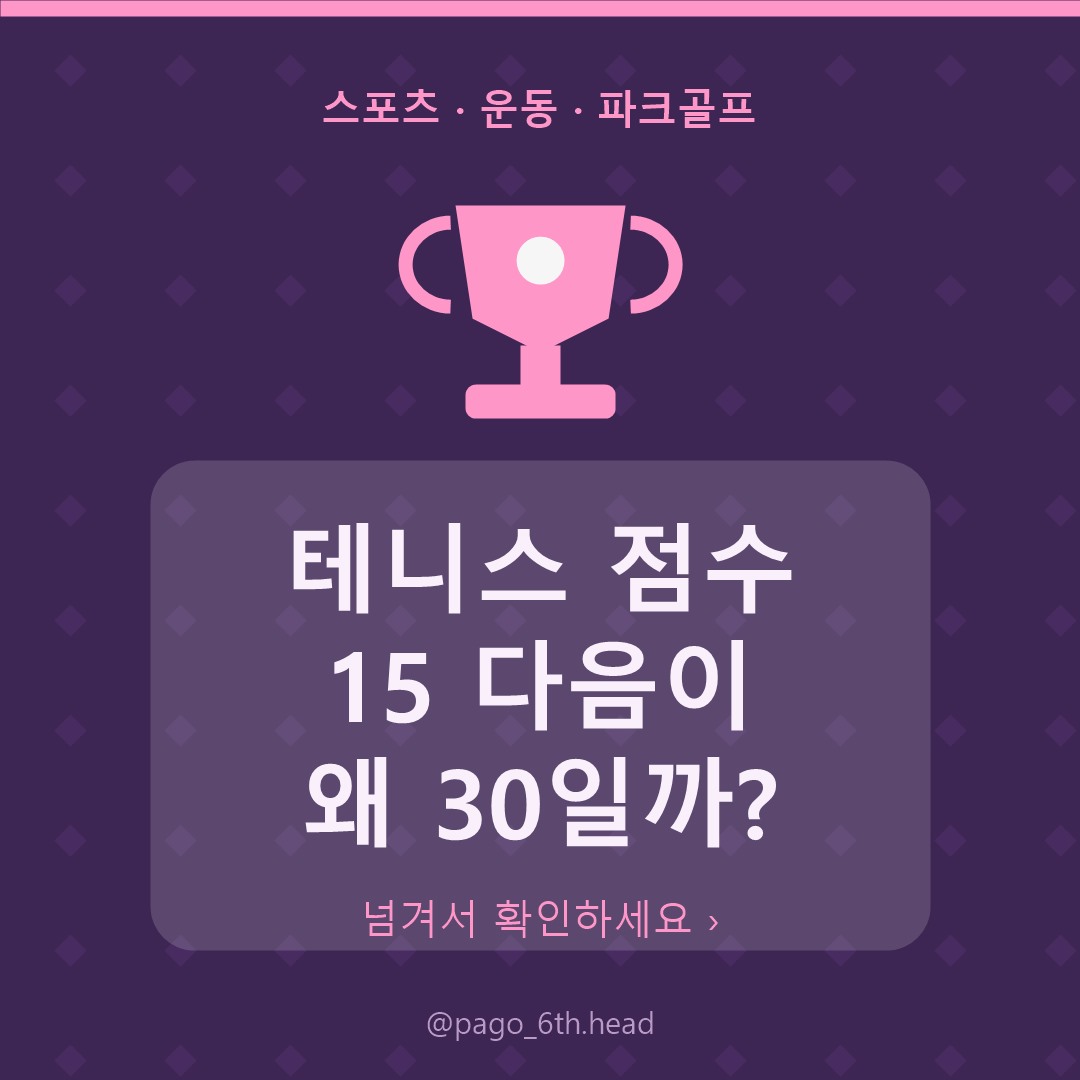 스포츠 · 운동 · 파크골프
테니스 점수
15 다음이
왜 30일까?
넘겨서 확인하세요 ›
@pago_6th.head